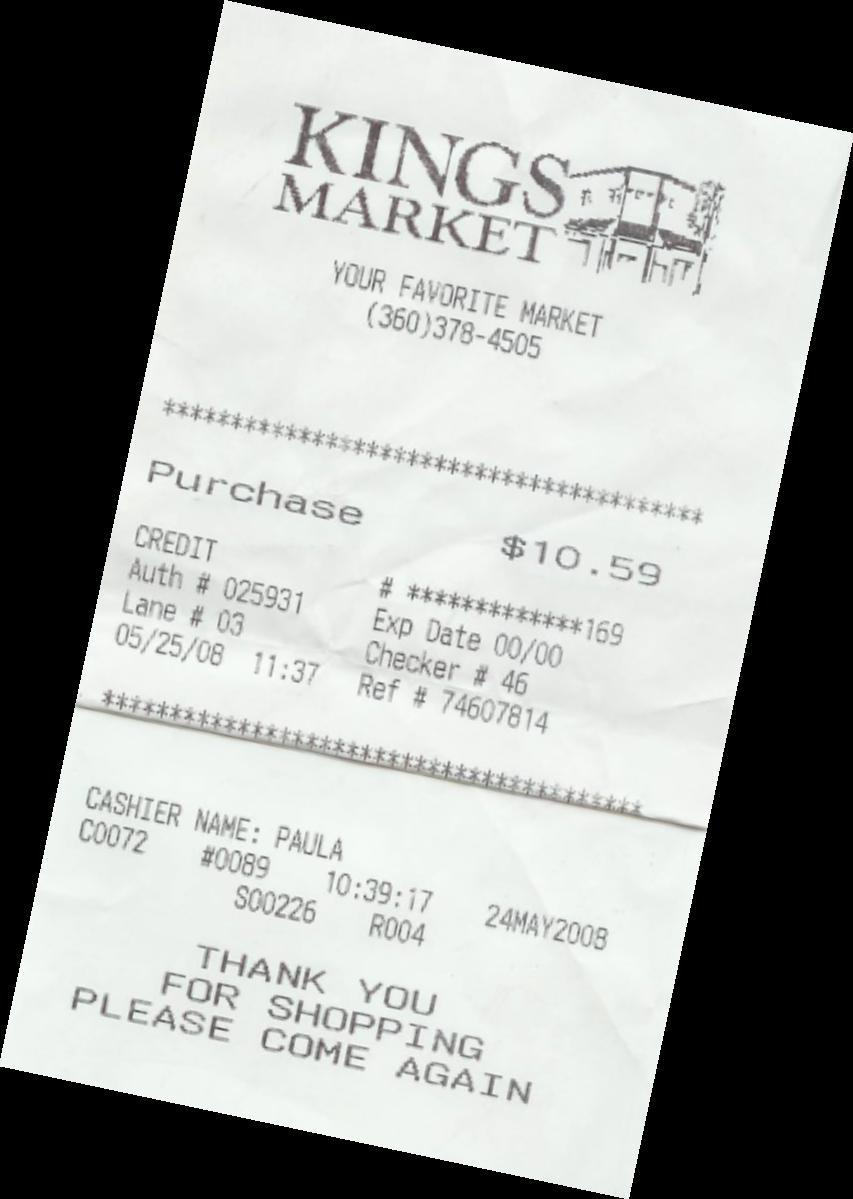 KINGS
MARKET
YOUR FAVORITE MARKET
(360)378-4505
****************************************
Purchase $10.59
CREDIT # *************169
Auth # 025931 Exp Date 00/00
Lane # 03 Checker # 46
05/25/08 11:37 Ref # 74607814
****************************************
CASHIER NAME: PAULA
C0072 #0089 10:39:17 24MAY2008
S00226 R004
THANK YOU
FOR SHOPPING
PLEASE COME AGAIN